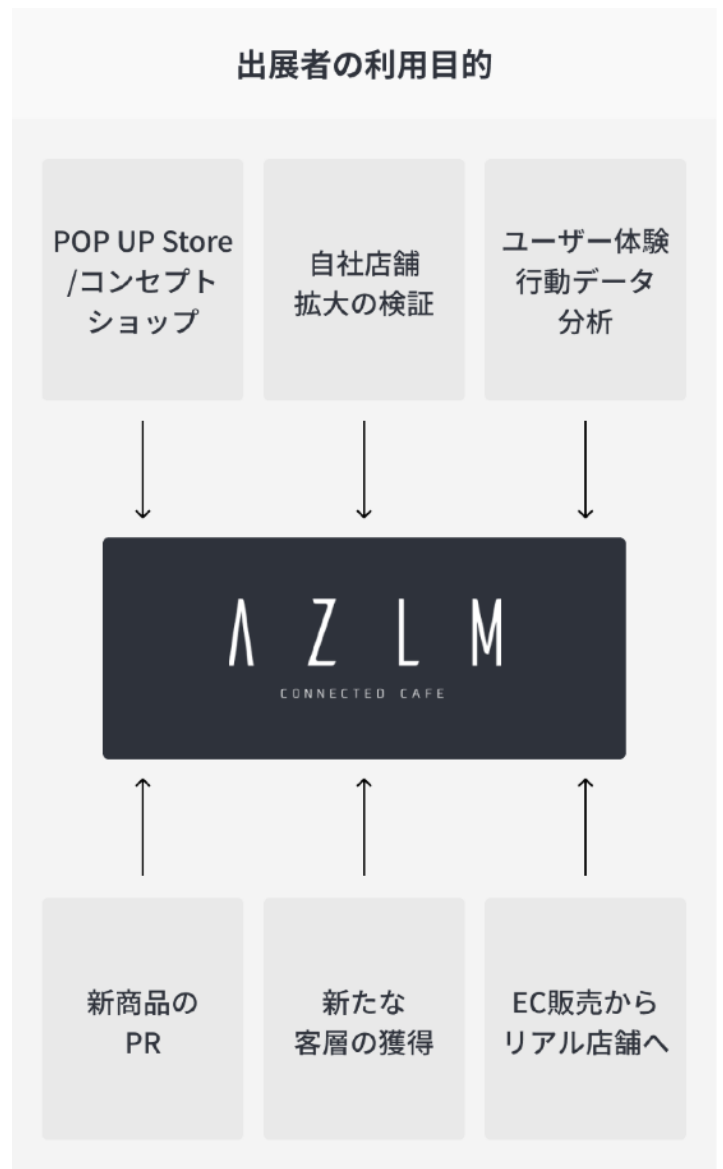 出展者の利用目的
POP UP Store
/コンセプト
ショップ
自社店舗
拡大の検証
ユーザー体験
行動データ
分析
AZLM
CONNECTED CAFE
新商品の
PR
新たな
客層の獲得
EC販売から
リアル店舗へ